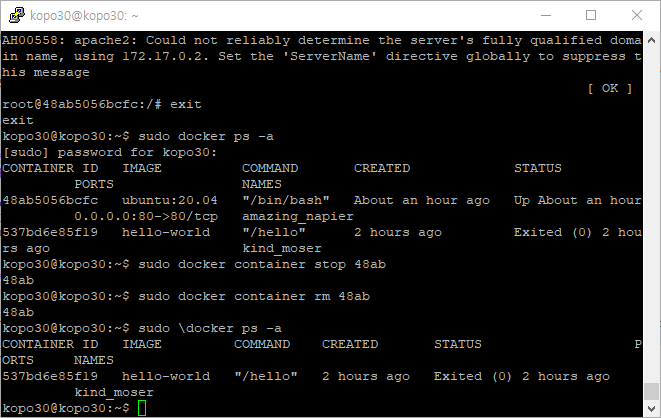 kopo30@kopo30: ~
AH00558: apache2: Could not reliably determine the server's fully qualified doma
in name, using 172.17.0.2. Set the 'ServerName' directive globally to suppress t
his message
[ OK ]
root@48ab5056bcfc:/# exit
exit
kopo30@kopo30:~$ sudo docker ps -a
[sudo] password for kopo30:
CONTAINER ID   IMAGE          COMMAND       CREATED             STATUS
PORTS                NAMES
48ab5056bcfc   ubuntu:20.04   "/bin/bash"   About an hour ago   Up About an hour
0.0.0.0:80->80/tcp   amazing_napier
537bd6e85f19   hello-world    "/hello"      2 hours ago         Exited (0) 2 hou
rs ago                        kind_moser
kopo30@kopo30:~$ sudo docker container stop 48ab
48ab
kopo30@kopo30:~$ sudo docker container rm 48ab
48ab
kopo30@kopo30:~$ sudo \docker ps -a
CONTAINER ID   IMAGE         COMMAND    CREATED       STATUS                   P
ORTS     NAMES
537bd6e85f19   hello-world   "/hello"   2 hours ago   Exited (0) 2 hours ago
kind_moser
kopo30@kopo30:~$